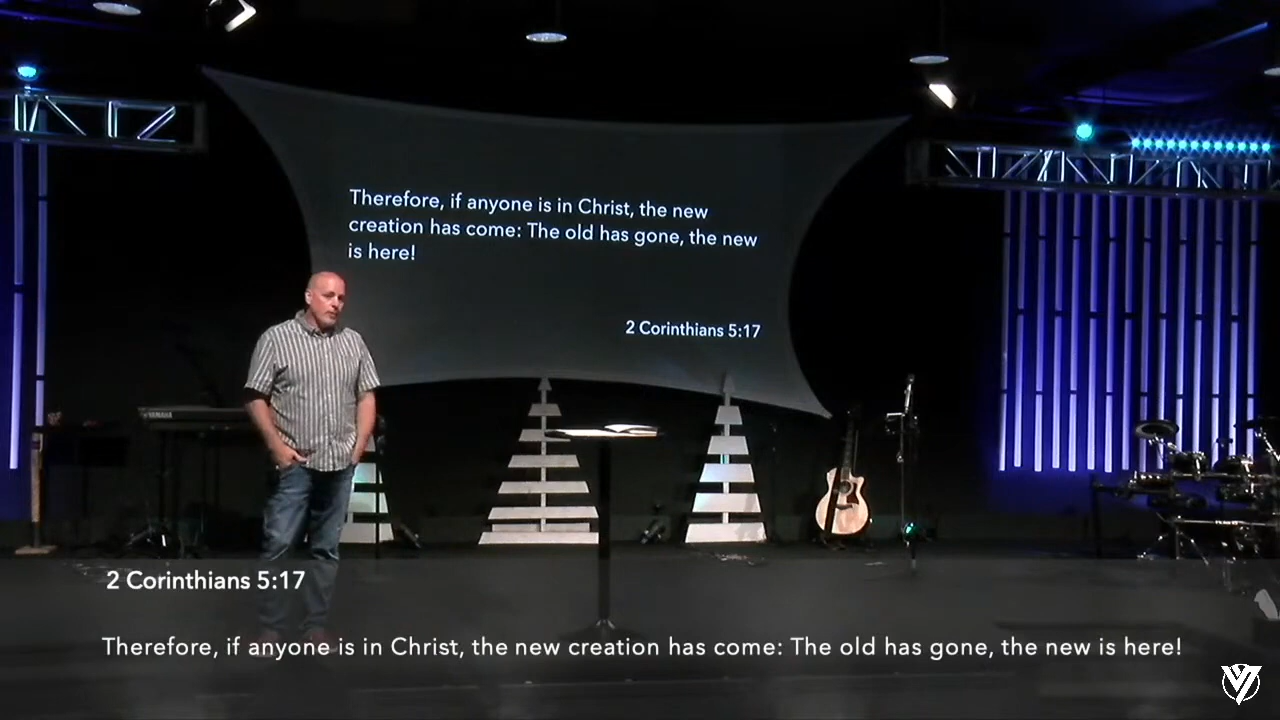 Therefore, if anyone is in Christ, the new
creation has come: The old has gone, the new
is here!
2 Corinthians 5:17
YAMAHA
2 Corinthians 5:17
Therefore, if anyone is in Christ, the new creation has come: The old has gone, the new is here!